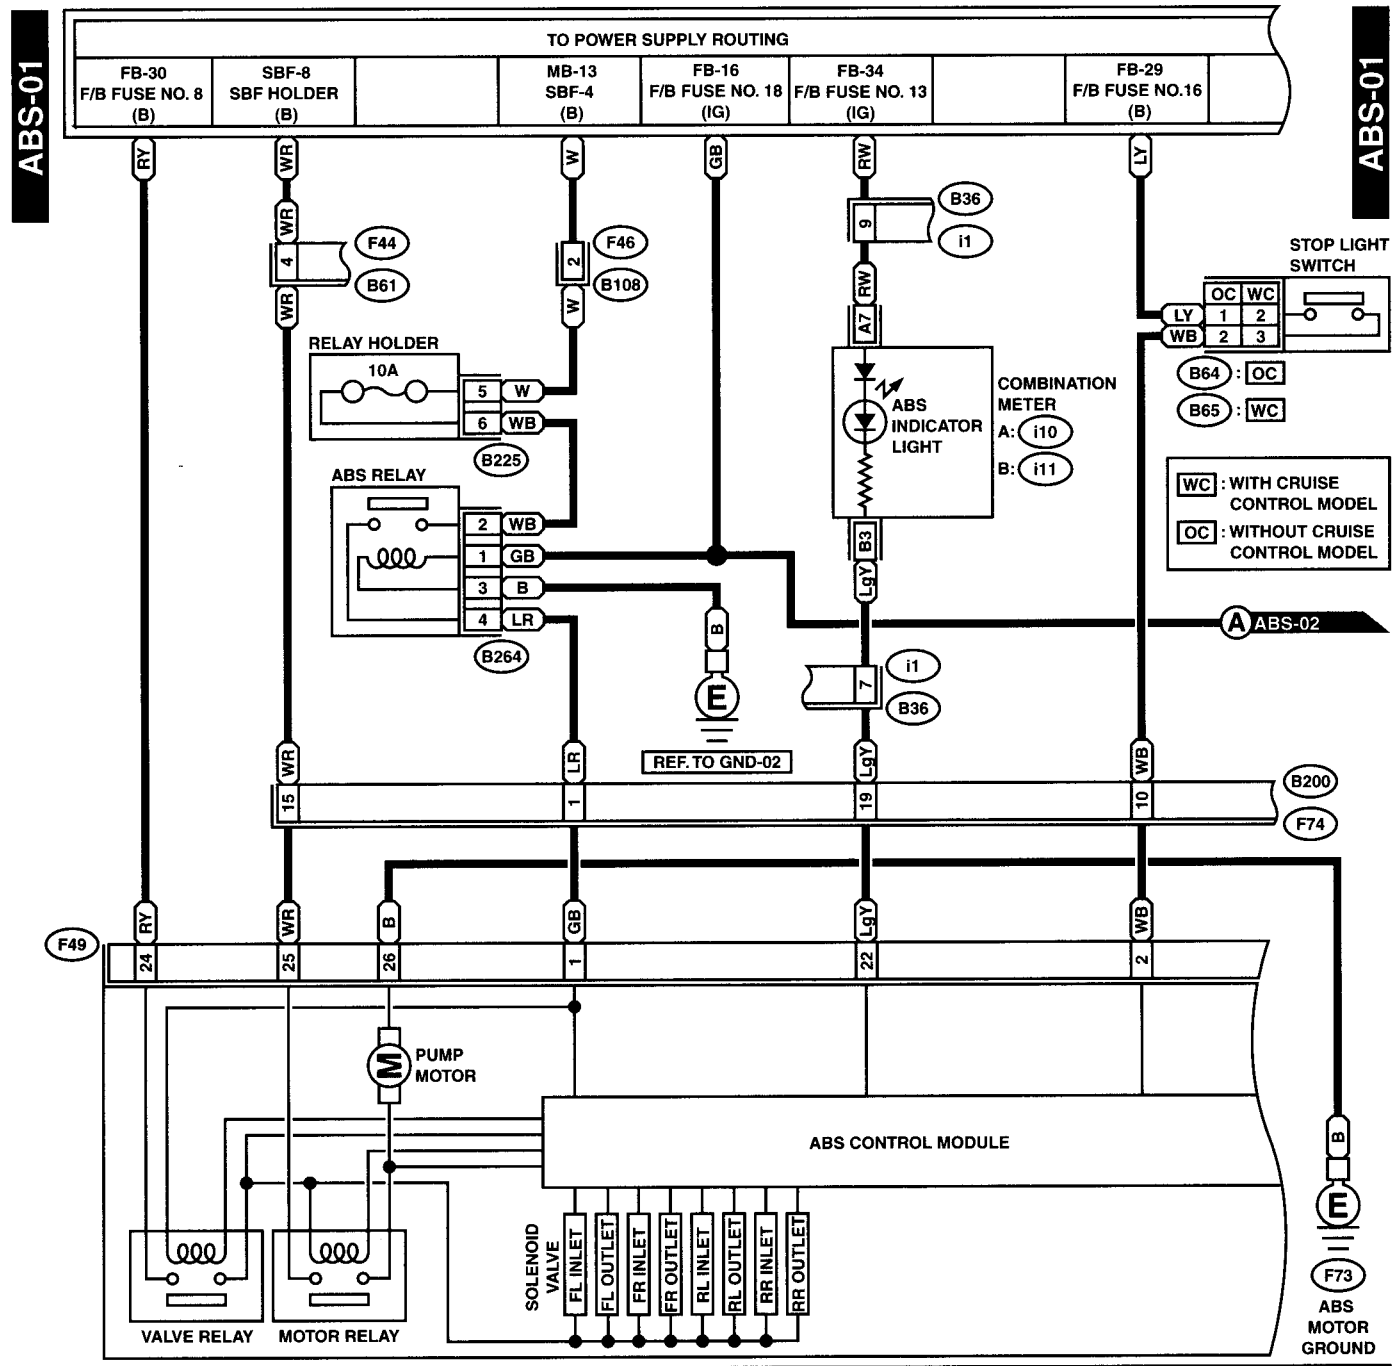 ABS-01
ABS-01
TO POWER SUPPLY ROUTING
FB-30
F/B FUSE NO. 8
(B)
SBF-8
SBF HOLDER
(B)
MB-13
SBF-4
(B)
FB-16
F/B FUSE NO. 18
(IG)
FB-34
F/B FUSE NO. 13
(IG)
FB-29
F/B FUSE NO.16
(B)
RY
WR
W
GB
RW
LY
WR
4
F44
B61
WR
2
F46
B108
W
9
B36
i1
RW
A7
STOP LIGHT
SWITCH
OC WC
LY 1 2
WB 2 3
B64 : OC
B65 : WC
RELAY HOLDER
10A
5 W
6 WB
B225
ABS RELAY
2 WB
1 GB
3 B
4 LR
B264
ABS
INDICATOR
LIGHT
COMBINATION
METER
A: i10
B: i11
WC : WITH CRUISE
CONTROL MODEL
OC : WITHOUT CRUISE
CONTROL MODEL
B3
LgY
B
E
REF. TO GND-02
A ABS-02
7
i1
B36
WR
LR
LgY
WB
15
1
19
10
B200
F74
RY
WR
B
GB
LgY
WB
F49
24
25
26
1
22
2
M
PUMP
MOTOR
ABS CONTROL MODULE
VALVE RELAY
MOTOR RELAY
SOLENOID
VALVE
FL INLET
FL OUTLET
FR INLET
FR OUTLET
RL INLET
RL OUTLET
RR INLET
RR OUTLET
B
E
F73
ABS
MOTOR
GROUND